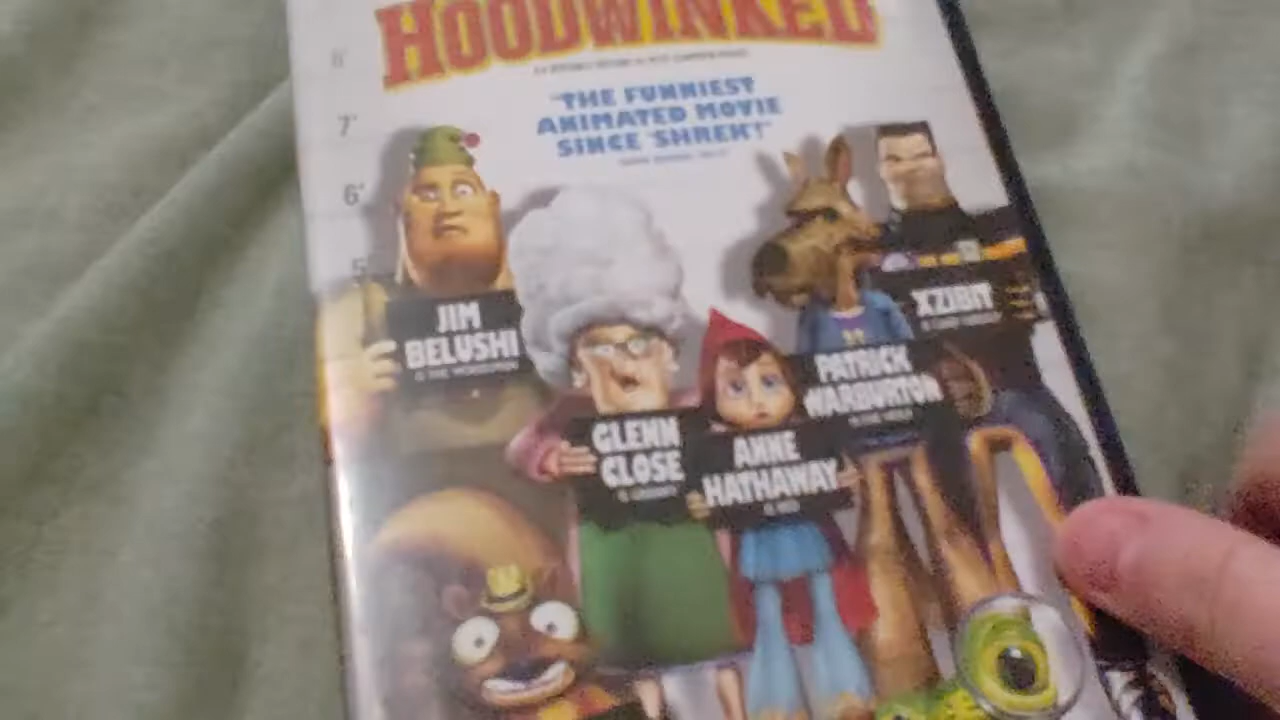 HOODWINKED
"THE FUNNIEST
ANIMATED MOVIE
SINCE 'SHREK!'"
7'
6'
5
JIM
BELUSHI
XZIBIT
PATRICK
WARBURTON
GLENN
CLOSE
ANNE
HATHAWAY